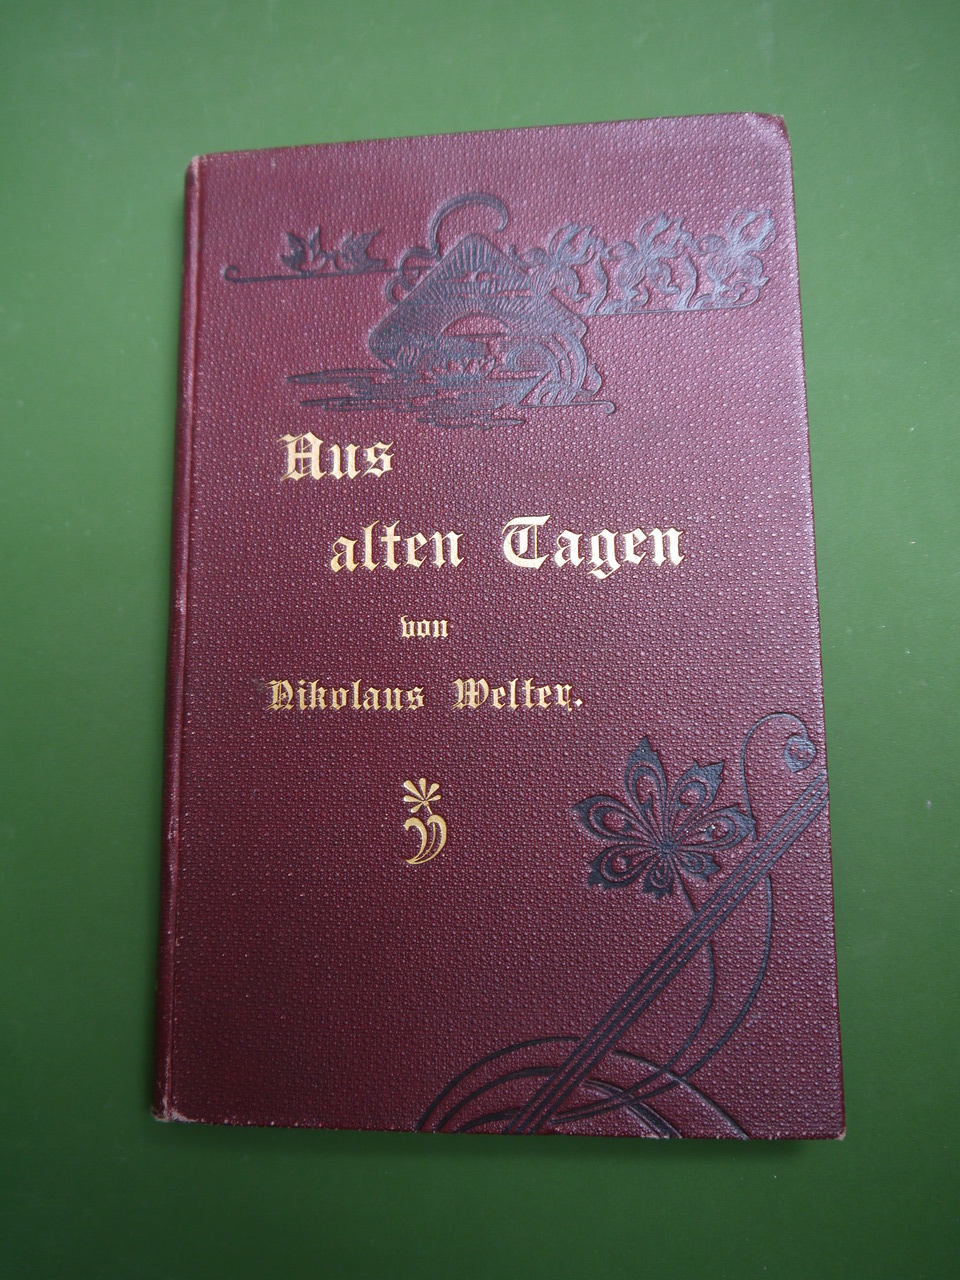 Aus
alten Tagen
von
Nikolaus Welter.